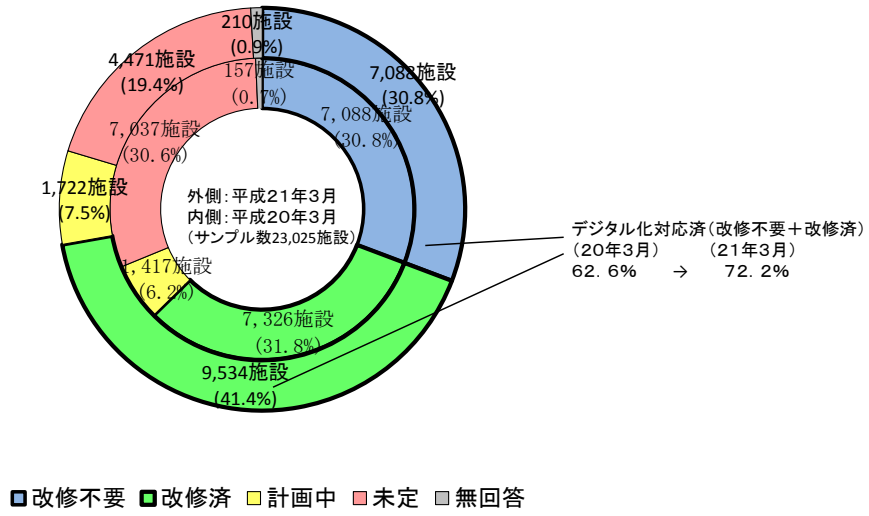 210施設
(0.9%)
4,471施設
(19.4%)
157施設
(0.7%)
7,088施設
(30.8%)
7,088施設
(30.8%)
7,037施設
(30.6%)
1,722施設
(7.5%)
外側:平成21年3月
内側:平成20年3月
(サンプル数23,025施設)
デジタル化対応済(改修不要+改修済)
(20年3月) (21年3月)
62.6% → 72.2%
1,417施設
(6.2%)
7,326施設
(31.8%)
9,534施設
(41.4%)
改修不要 改修済 計画中 未定 無回答